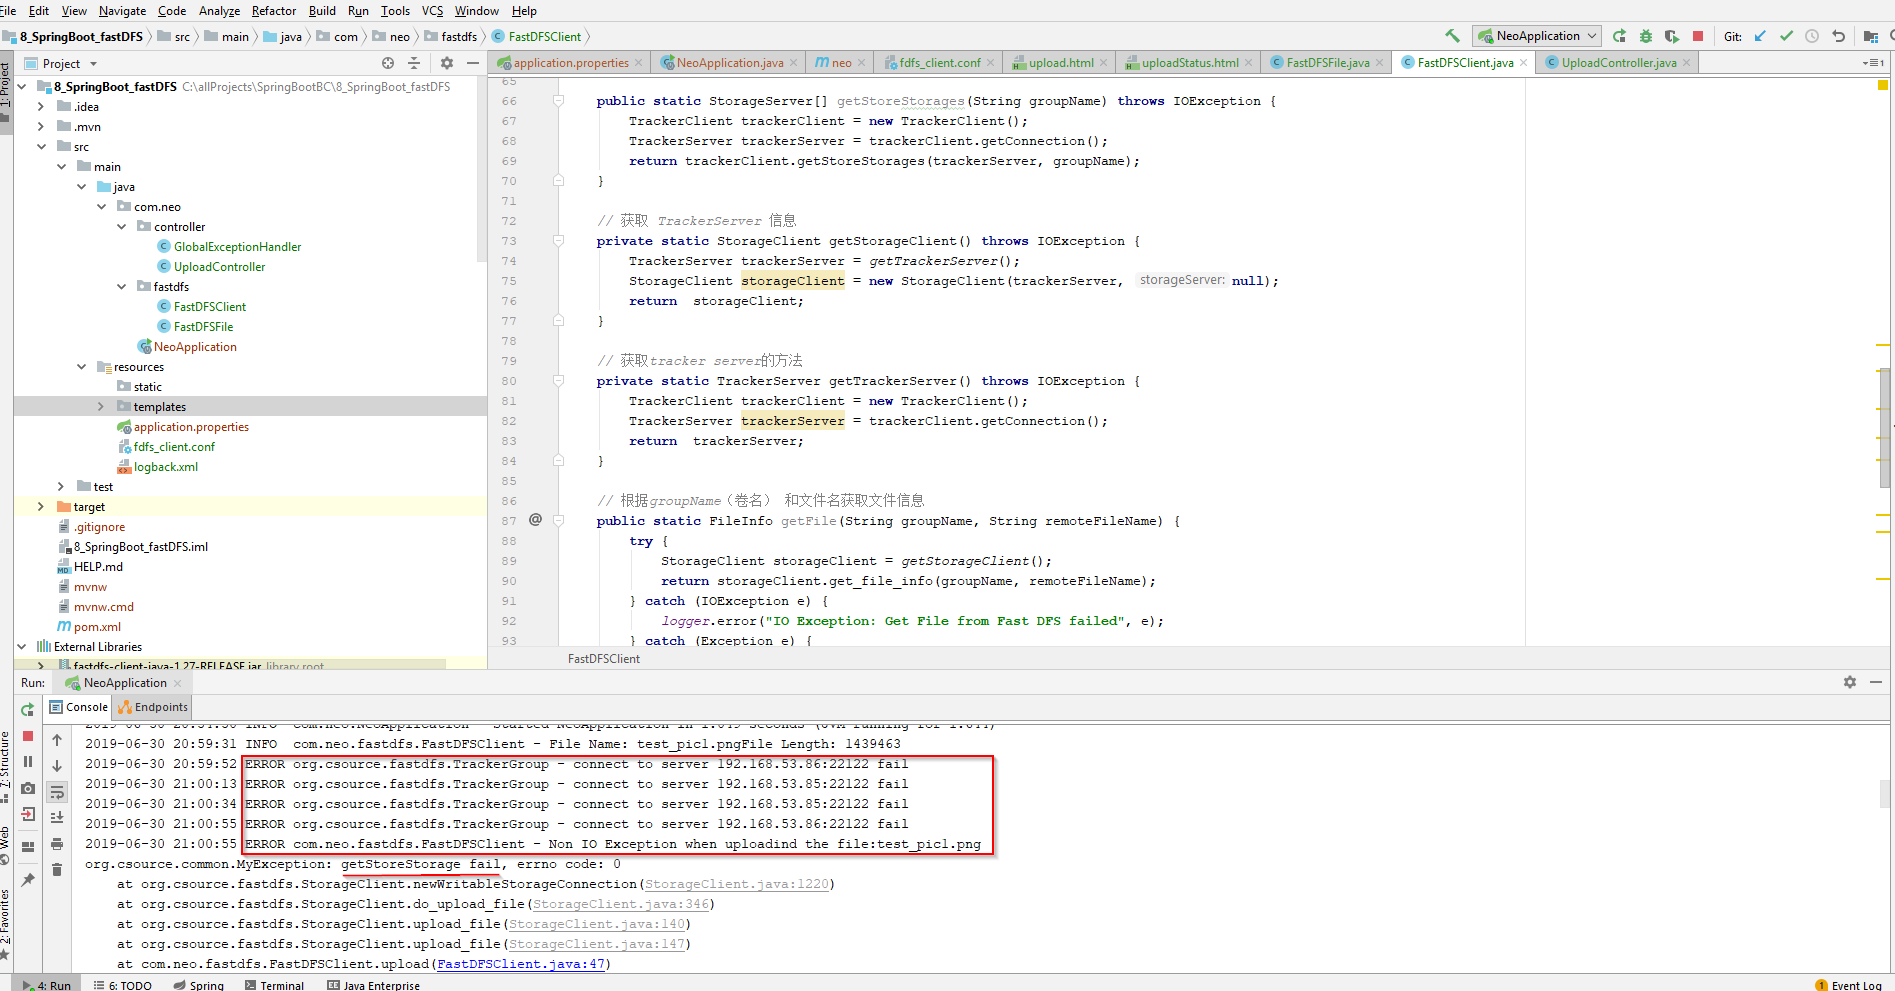 File Edit View Navigate Code Analyze Refactor Build Run Tools VCS Window Help
8_SpringBoot_fastDFS src main java com neo fastdfs FastDFSClient NeoApplication Git:
1: Project
Project
application.properties NeoApplication.java neo fdfs_client.conf upload.html uploadStatus.html FastDFSFile.java FastDFSClient.java UploadController.java
8_SpringBoot_fastDFS C:\allProjects\SpringBootBC\8_SpringBoot_fastDFS
.idea
.mvn
src
main
java
com.neo
controller
GlobalExceptionHandler
UploadController
fastdfs
FastDFSClient
FastDFSFile
NeoApplication
resources
static
templates
application.properties
fdfs_client.conf
logback.xml
test
target
.gitignore
8_SpringBoot_fastDFS.iml
HELP.md
mvnw
mvnw.cmd
pom.xml
External Libraries
fastdfs-client-java-1.27-RELEASE.jar library root
65
66 public static StorageServer[] getStoreStorages(String groupName) throws IOException {
67 TrackerClient trackerClient = new TrackerClient();
68 TrackerServer trackerServer = trackerClient.getConnection();
69 return trackerClient.getStoreStorages(trackerServer, groupName);
70 }
71
72 // 获取 TrackerServer 信息
73 private static StorageClient getStorageClient() throws IOException {
74 TrackerServer trackerServer = getTrackerServer();
75 StorageClient storageClient = new StorageClient(trackerServer, storageServer: null);
76 return storageClient;
77 }
78
79 // 获取tracker server的方法
80 private static TrackerServer getTrackerServer() throws IOException {
81 TrackerClient trackerClient = new TrackerClient();
82 TrackerServer trackerServer = trackerClient.getConnection();
83 return trackerServer;
84 }
85
86 // 根据groupName（卷名） 和文件名获取文件信息
87 @ public static FileInfo getFile(String groupName, String remoteFileName) {
88 try {
89 StorageClient storageClient = getStorageClient();
90 return storageClient.get_file_info(groupName, remoteFileName);
91 } catch (IOException e) {
92 logger.error("IO Exception: Get File from Fast DFS failed", e);
93 } catch (Exception e) {
FastDFSClient
Run: NeoApplication
Console Endpoints
7: Structure
Web
2: Favorites
2019-06-30 20:59:31 INFO com.neo.fastdfs.FastDFSClient - File Name: test_pic1.pngFile Length: 1439463
2019-06-30 20:59:52 ERROR org.csource.fastdfs.TrackerGroup - connect to server 192.168.53.86:22122 fail
2019-06-30 21:00:13 ERROR org.csource.fastdfs.TrackerGroup - connect to server 192.168.53.85:22122 fail
2019-06-30 21:00:34 ERROR org.csource.fastdfs.TrackerGroup - connect to server 192.168.53.85:22122 fail
2019-06-30 21:00:55 ERROR org.csource.fastdfs.TrackerGroup - connect to server 192.168.53.86:22122 fail
2019-06-30 21:00:55 ERROR com.neo.fastdfs.FastDFSClient - Non IO Exception when uploadind the file:test_pic1.png
org.csource.common.MyException: getStoreStorage fail, errno code: 0
at org.csource.fastdfs.StorageClient.newWritableStorageConnection(StorageClient.java:1220)
at org.csource.fastdfs.StorageClient.do_upload_file(StorageClient.java:346)
at org.csource.fastdfs.StorageClient.upload_file(StorageClient.java:140)
at org.csource.fastdfs.StorageClient.upload_file(StorageClient.java:147)
at com.neo.fastdfs.FastDFSClient.upload(FastDFSClient.java:47)
4: Run 6: TODO Spring Terminal Java Enterprise 1 Event Log